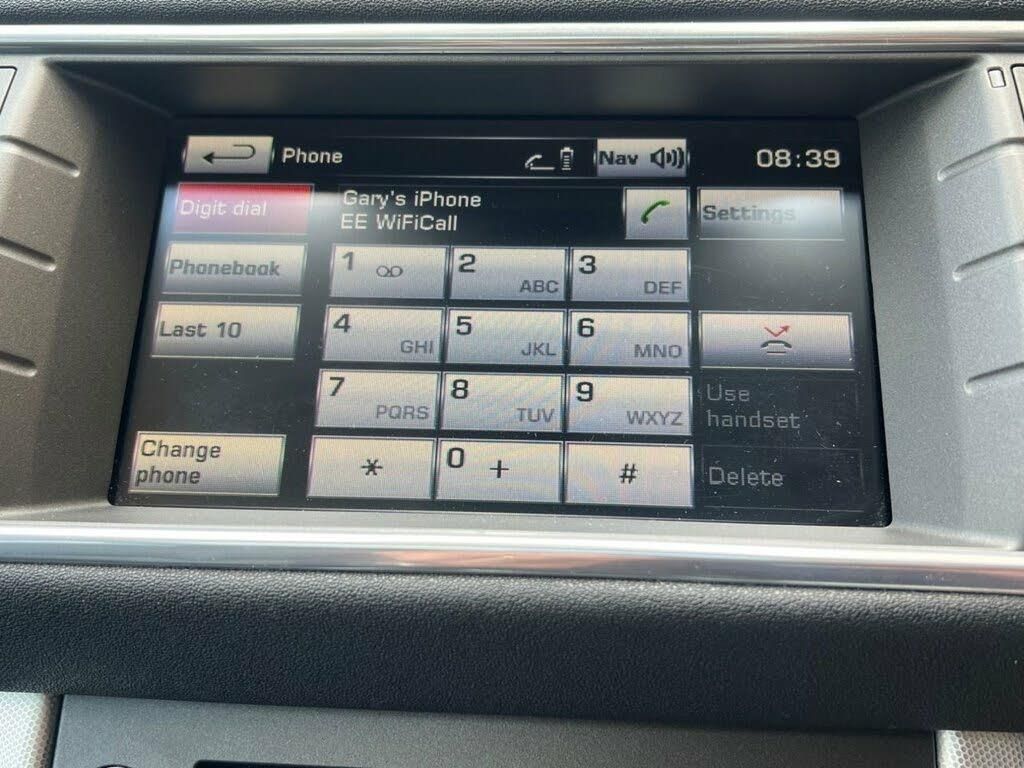 Phone
Nav
08:39
Digit dial
Gary's iPhone
EE WiFiCall
Settings
Phonebook
1
2 ABC
3 DEF
Last 10
4 GHI
5 JKL
6 MNO
7 PQRS
8 TUV
9 WXYZ
Use
handset
Change
phone
*
0 +
#
Delete